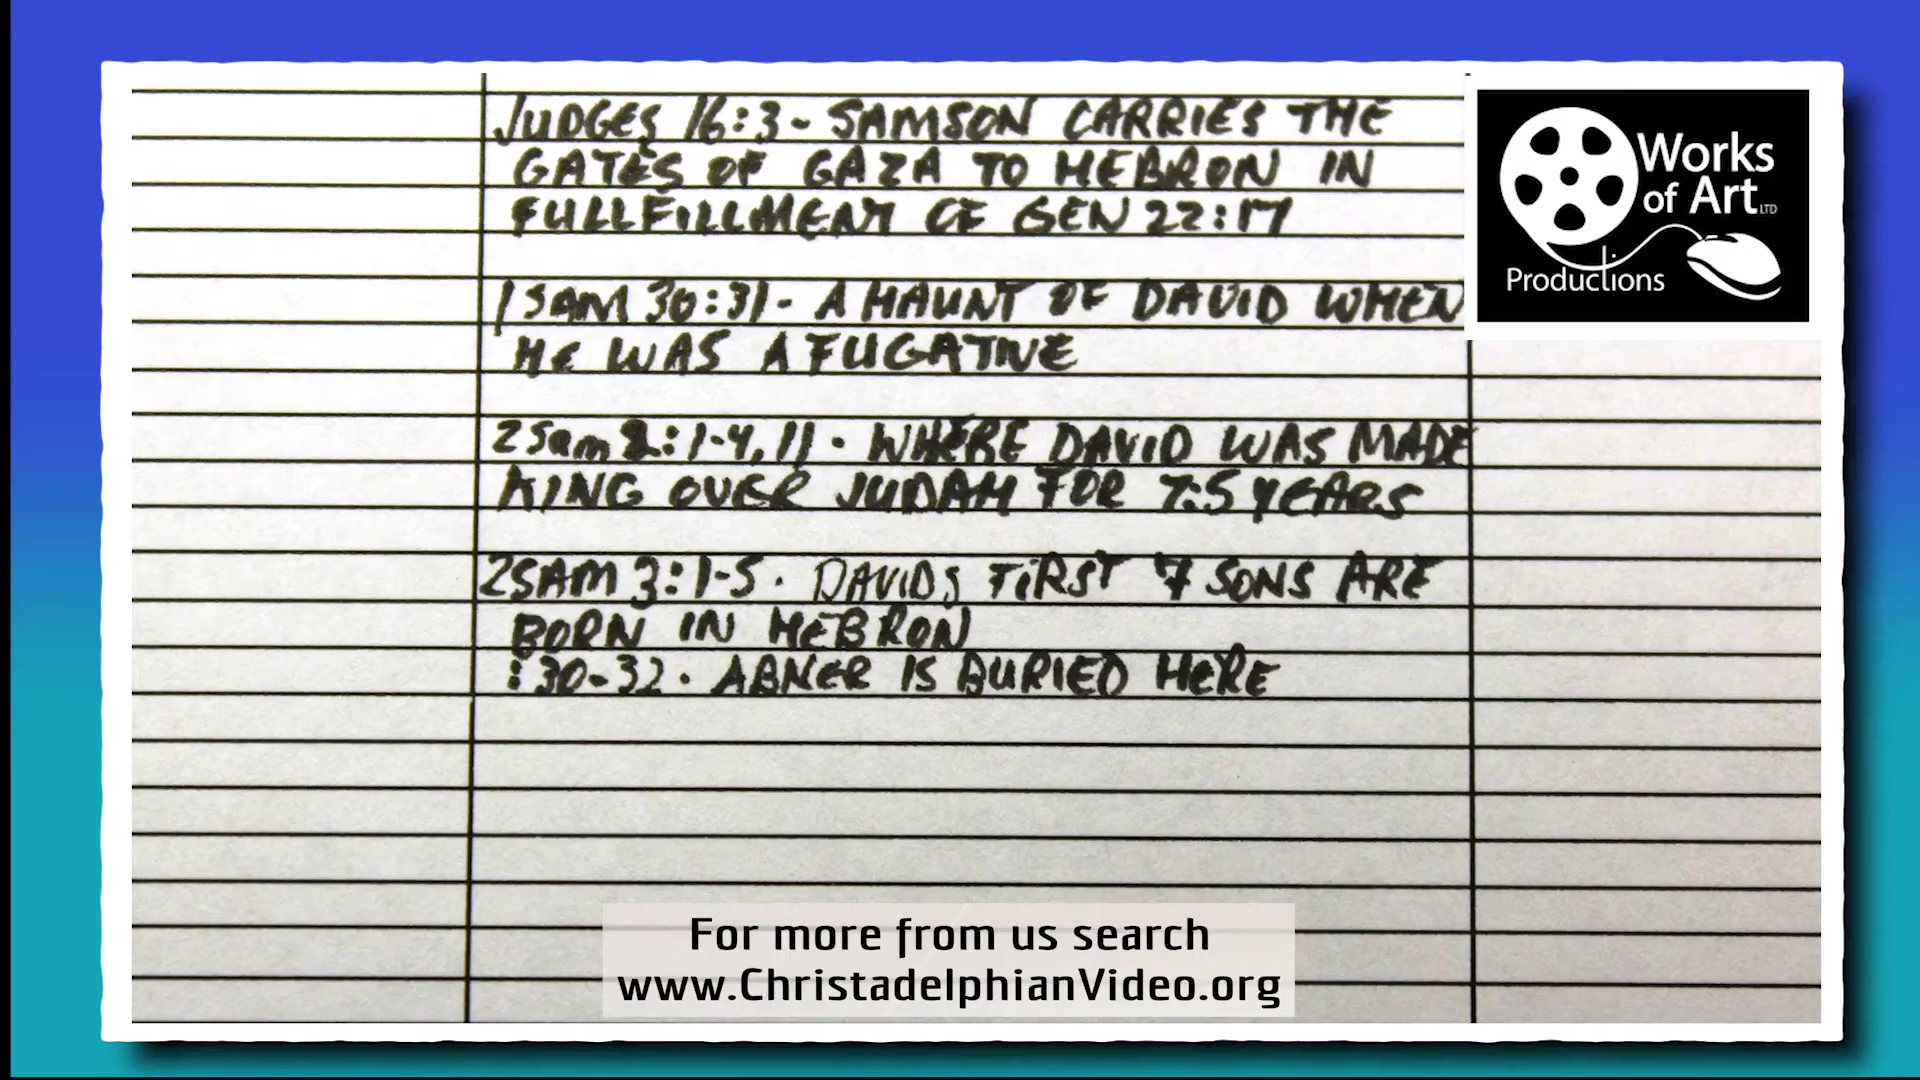 JUDGES 16:3 - SAMSON CARRIES THE
GATES OF GAZA TO HEBRON IN
FULLFILLMENT OF GEN 22:17
1 SAM 30:31 - A HAUNT OF DAVID WHEN
HE WAS A FUGATIVE
2 Sam 2:1-4, 11 - WHERE DAVID WAS MADE
KING OVER JUDAH FOR 7.5 YEARS
2 SAM 3:1-5 - DAVIDS FIRST 7 SONS ARE
BORN IN HEBRON
:30-32 - ABNER IS BURIED HERE
Works
of Art LTD
Productions
For more from us search
www.ChristadelphianVideo.org